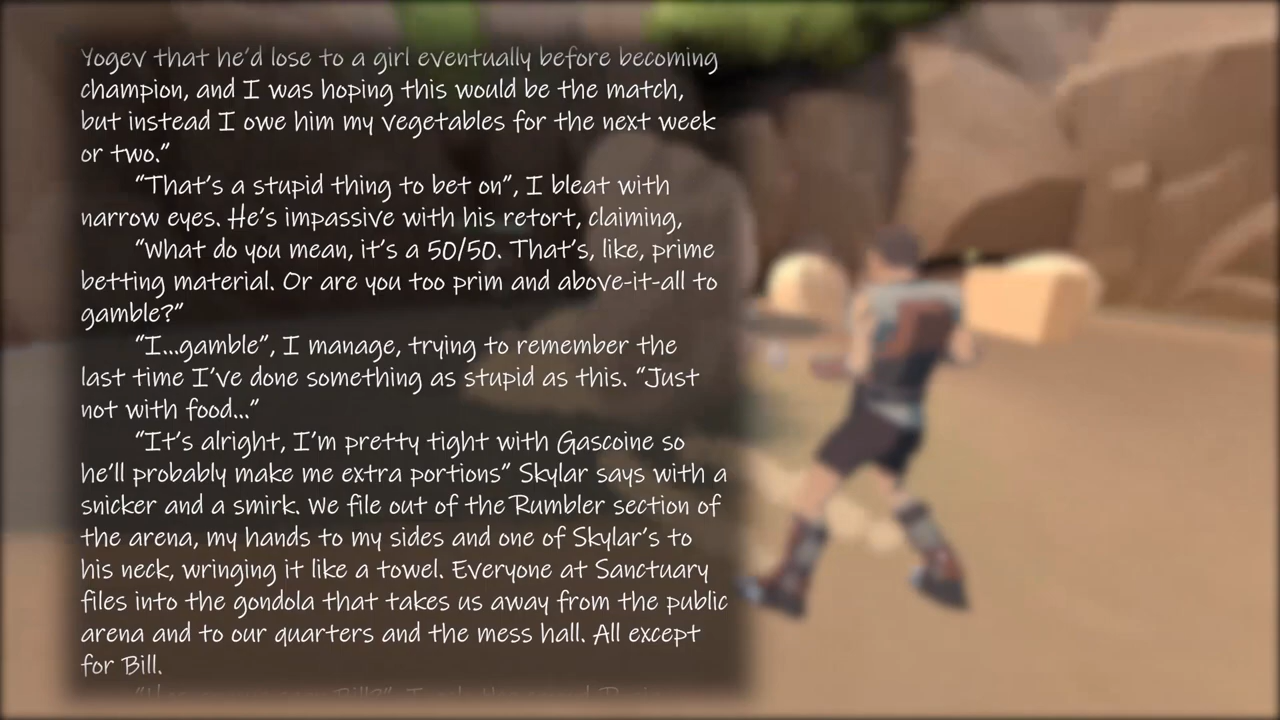 Yogev that he'd lose to a girl eventually before becoming
champion, and I was hoping this would be the match,
but instead I owe him my vegetables for the next week
or two."
"That's a stupid thing to bet on", I bleat with
narrow eyes. He's impassive with his retort, claiming,
"What do you mean, it's a 50/50. That's, like, prime
betting material. Or are you too prim and above-it-all to
gamble?"
"I...gamble", I manage, trying to remember the
last time I've done something as stupid as this. "Just
not with food..."
"It's alright, I'm pretty tight with Gascoine so
he'll probably make me extra portions" Skylar says with a
snicker and a smirk. We file out of the Rumbler section of
the arena, my hands to my sides and one of Skylar's to
his neck, wringing it like a towel. Everyone at Sanctuary
files into the gondola that takes us away from the public
arena and to our quarters and the mess hall. All except
for Bill.